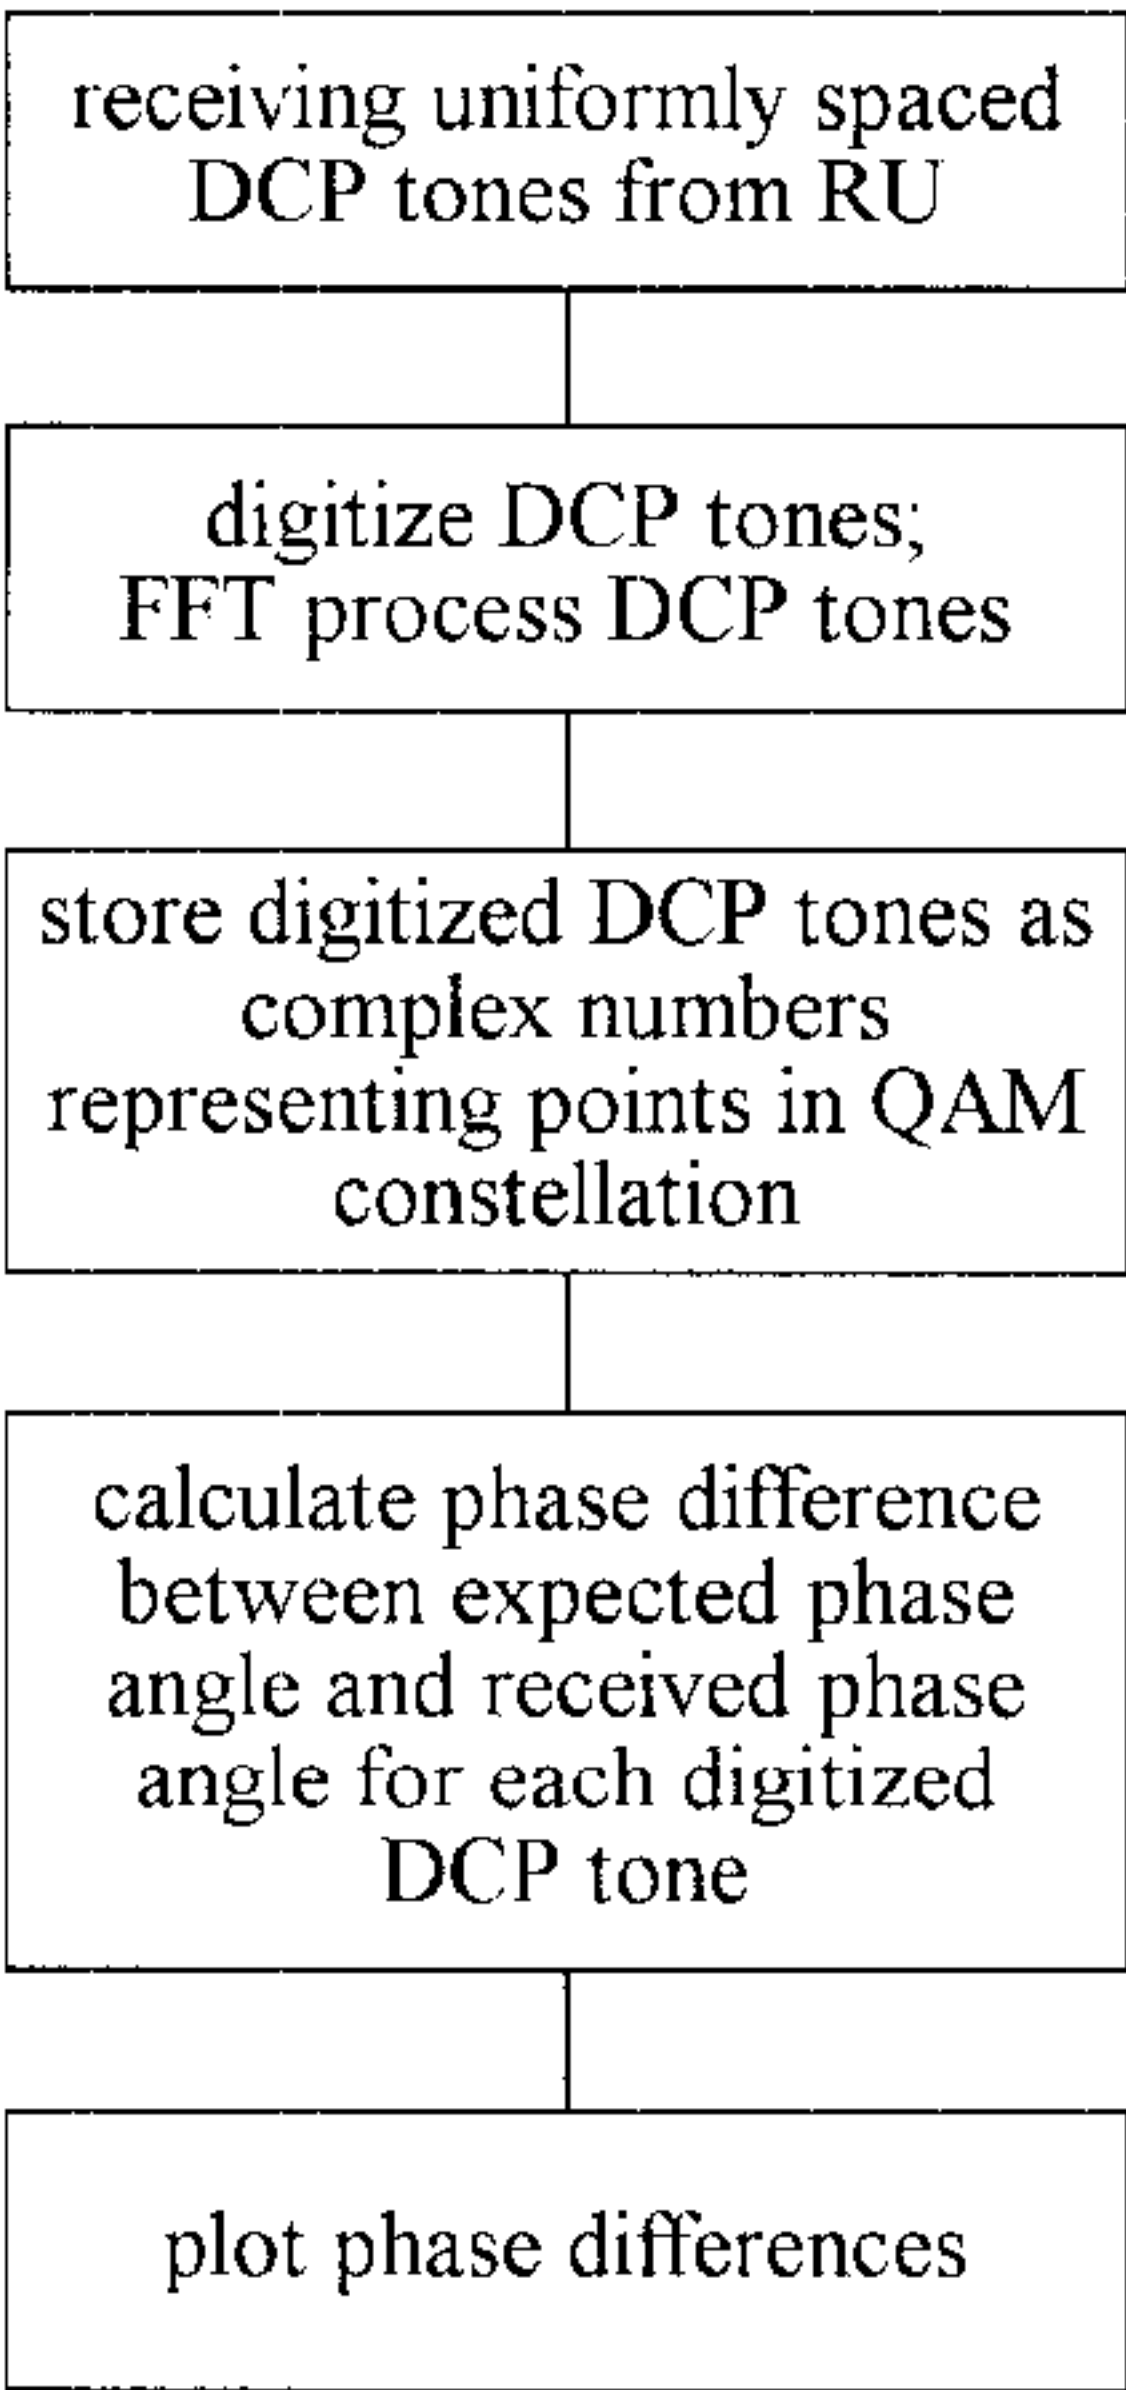 receiving uniformly spaced
DCP tones from RU
digitize DCP tones;
FFT process DCP tones
store digitized DCP tones as
complex numbers
representing points in QAM
constellation
calculate phase difference
between expected phase
angle and received phase
angle for each digitized
DCP tone
plot phase differences